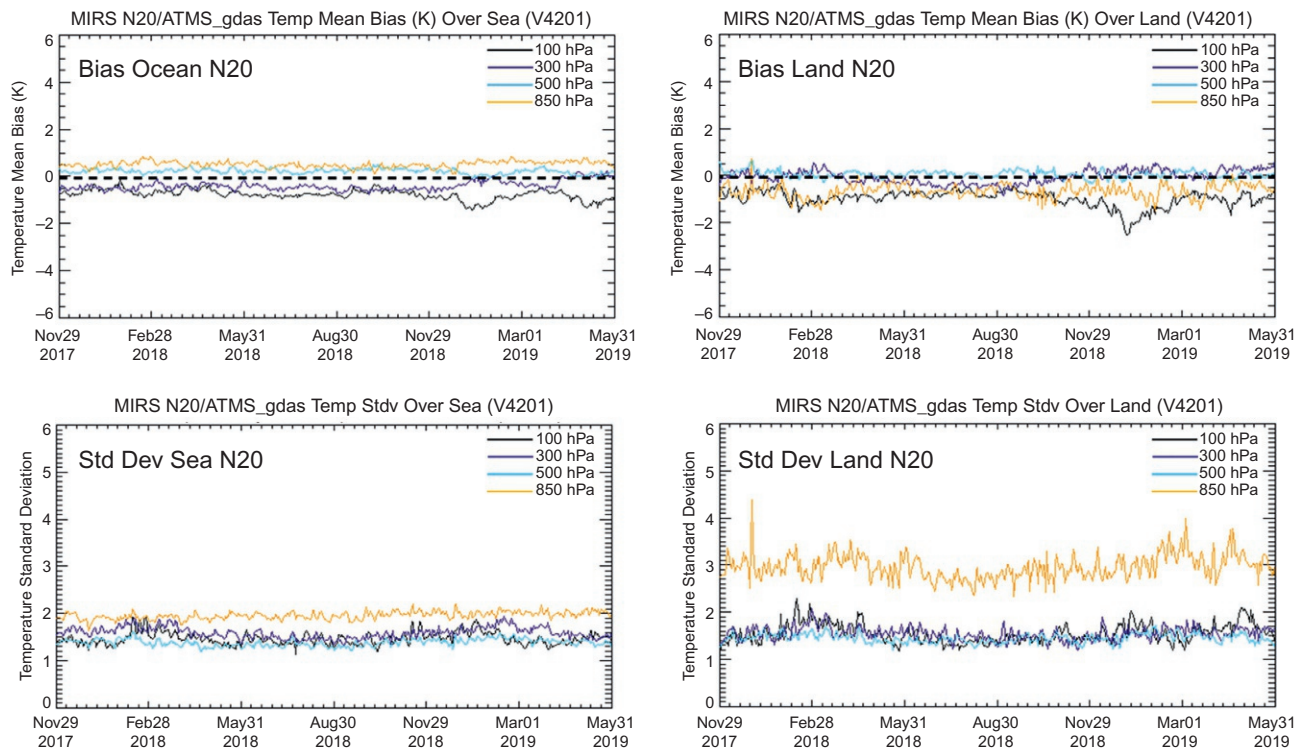 MIRS N20/ATMS_gdas Temp Mean Bias (K) Over Sea (V4201)
Temperature Mean Bias (K)
6
4
2
0
–2
–4
–6
Bias Ocean N20
100 hPa
300 hPa
500 hPa
850 hPa
Nov29 Feb28 May31 Aug30 Nov29 Mar01 May31
2017 2018 2018 2018 2018 2019 2019
MIRS N20/ATMS_gdas Temp Mean Bias (K) Over Land (V4201)
Temperature Mean Bias (K)
6
4
2
0
–2
–4
–6
Bias Land N20
100 hPa
300 hPa
500 hPa
850 hPa
Nov29 Feb28 May31 Aug30 Nov29 Mar01 May31
2017 2018 2018 2018 2018 2019 2019
MIRS N20/ATMS_gdas Temp Stdv Over Sea (V4201)
Temperature Standard Deviation
6
5
4
3
2
1
0
Std Dev Sea N20
100 hPa
300 hPa
500 hPa
850 hPa
Nov29 Feb28 May31 Aug30 Nov29 Mar01 May31
2017 2018 2018 2018 2018 2019 2019
MIRS N20/ATMS_gdas Temp Stdv Over Land (V4201)
Temperature Standard Deviation
6
5
4
3
2
1
0
Std Dev Land N20
100 hPa
300 hPa
500 hPa
850 hPa
Nov29 Feb28 May31 Aug30 Nov29 Mar01 May31
2017 2018 2018 2018 2018 2019 2019